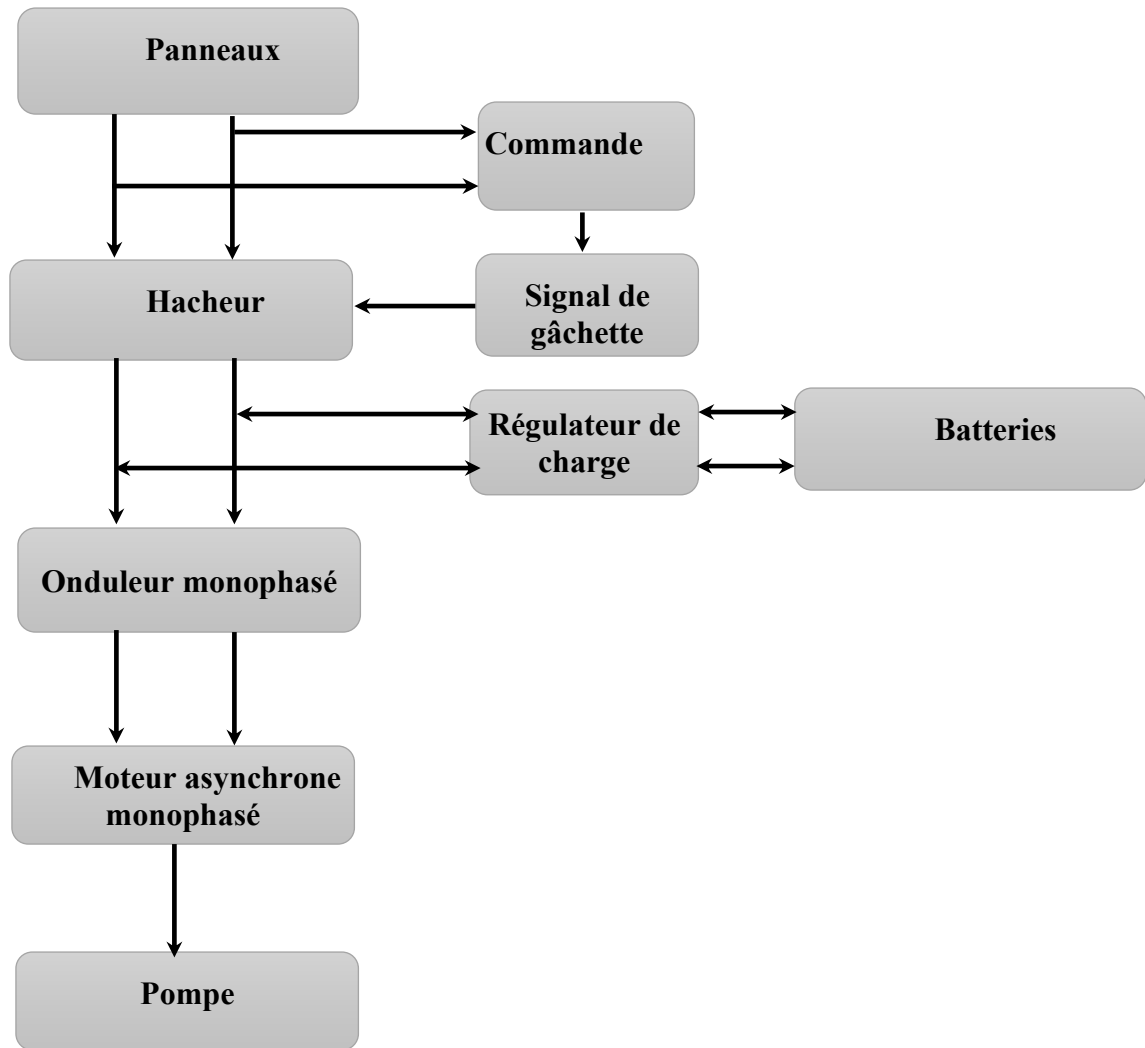 Panneaux
Commande
Hacheur
Signal de
gâchette
Régulateur de
charge
Batteries
Onduleur monophasé
Moteur asynchrone
monophasé
Pompe